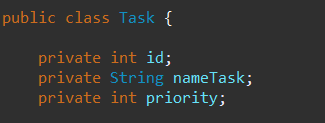 public class Task {
private int id;
private String nameTask;
private int priority;